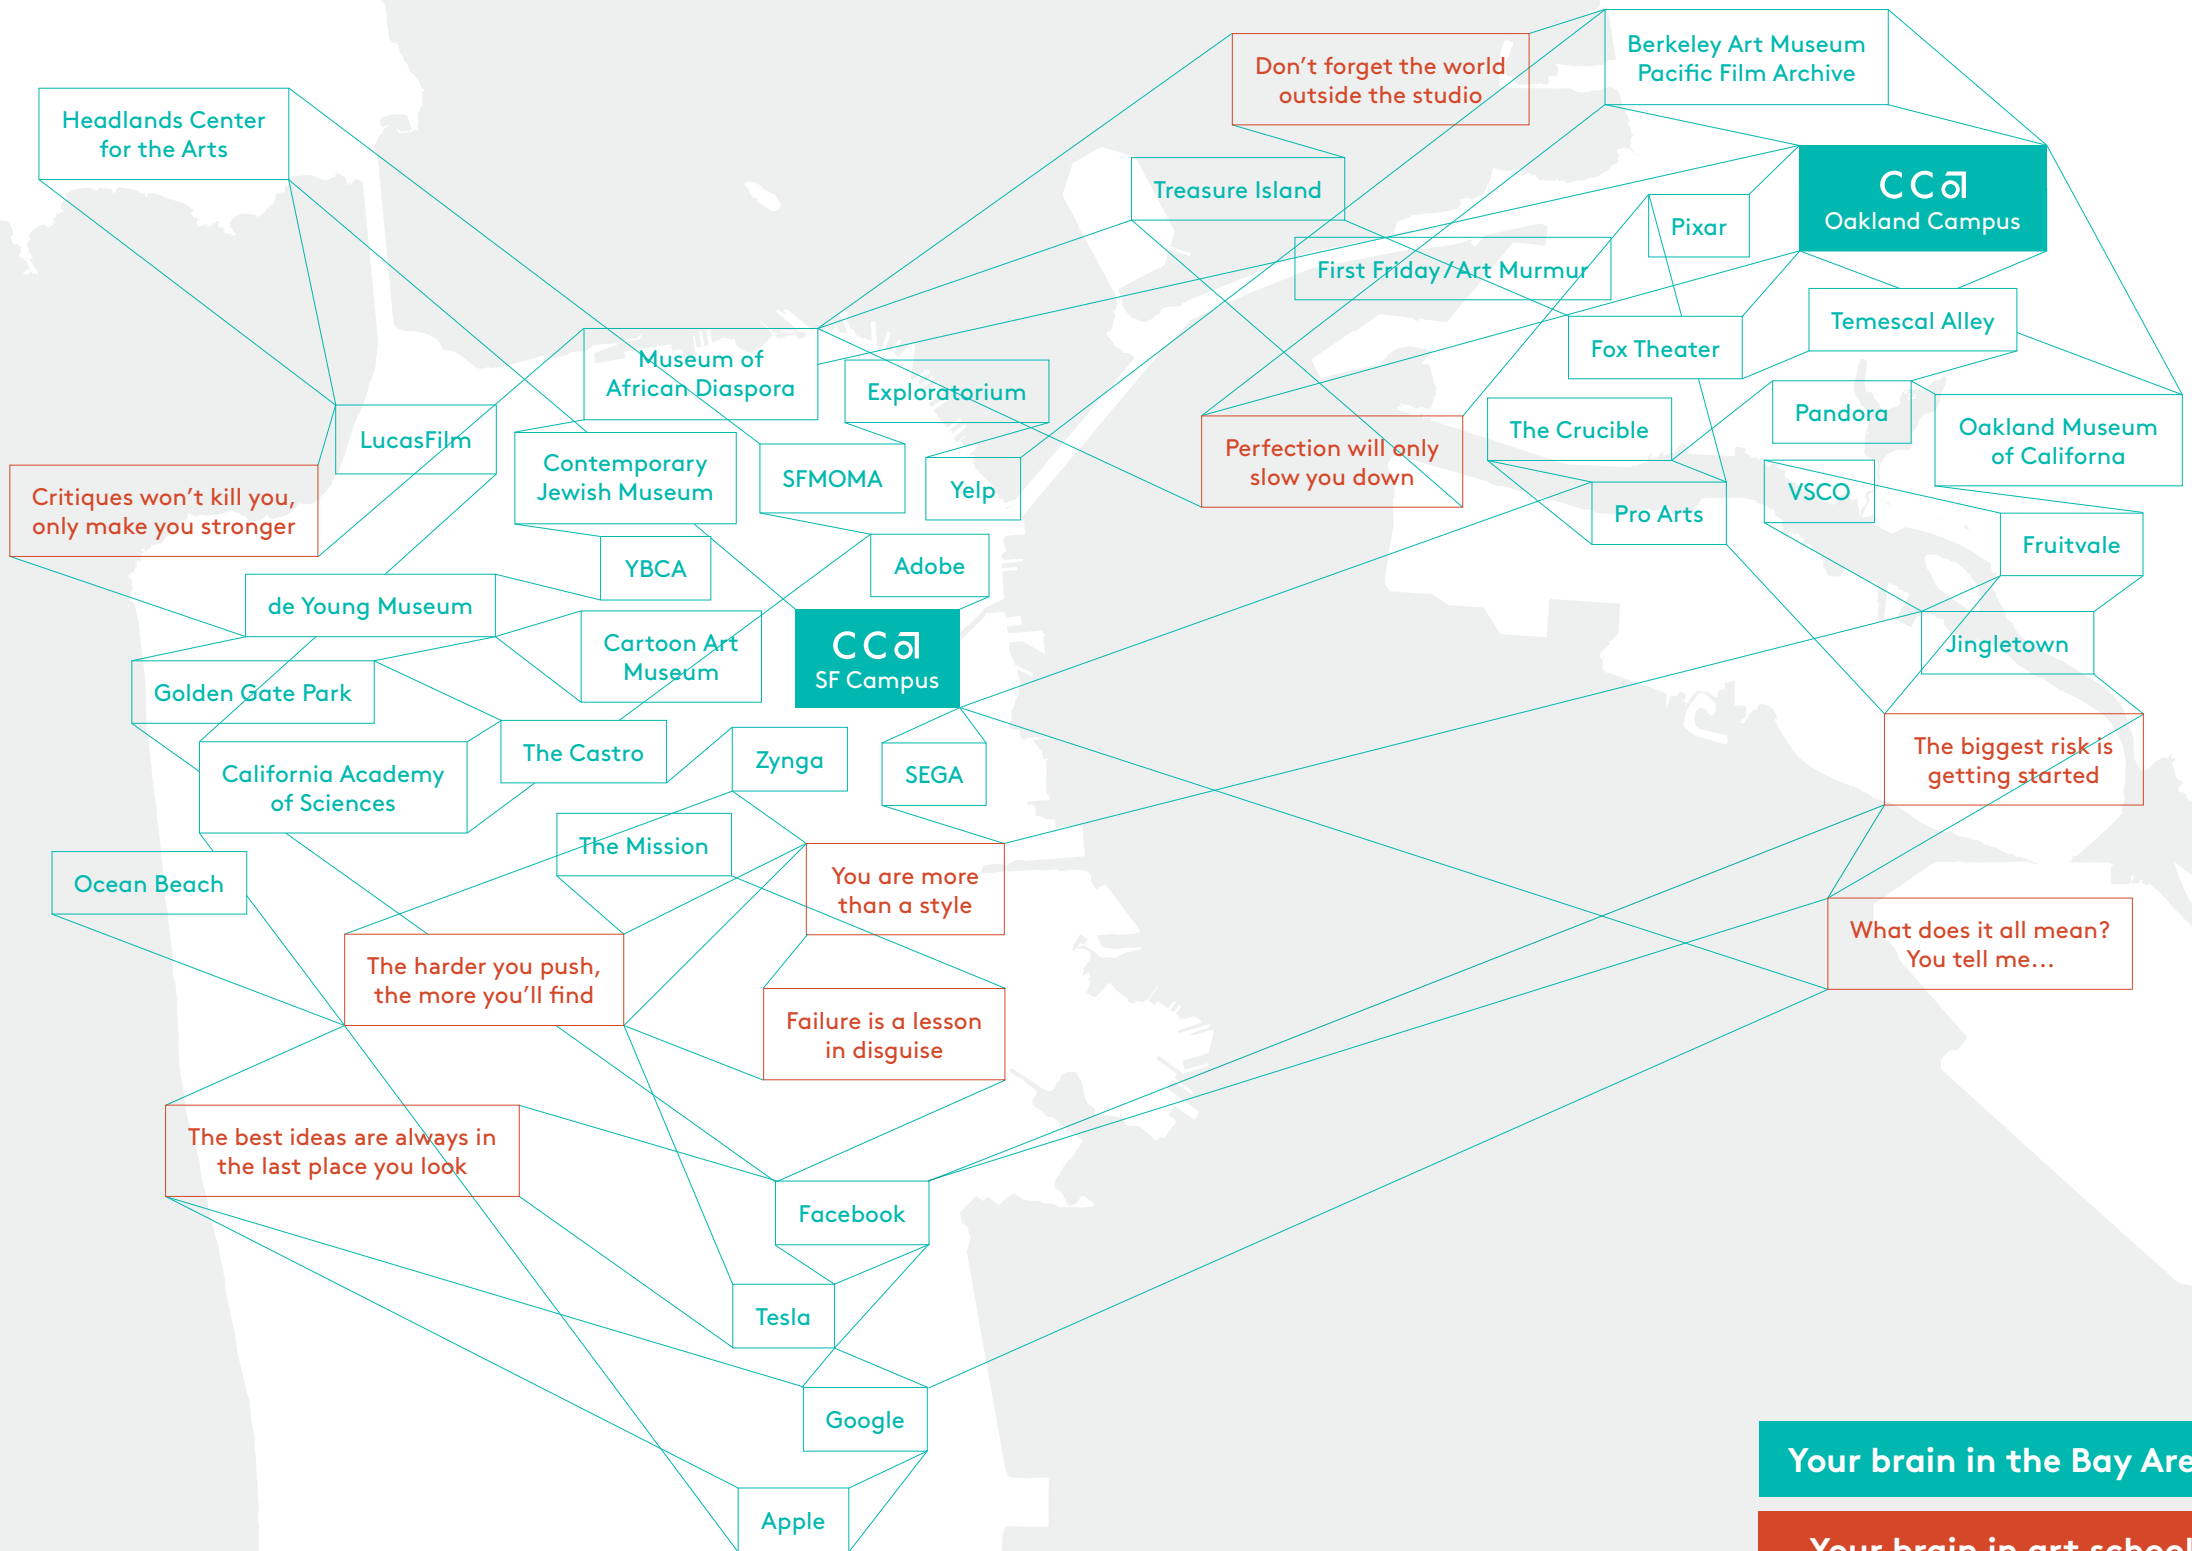 Don’t forget the world
outside the studio
Berkeley Art Museum
Pacific Film Archive
Headlands Center
for the Arts
Treasure Island
CCa
Oakland Campus
Pixar
First Friday/Art Murmur
Temescal Alley
Fox Theater
Museum of
African Diaspora
Exploratorium
LucasFilm
Perfection will only
slow you down
The Crucible
Pandora
Oakland Museum
of Californa
Contemporary
Jewish Museum
SFMOMA
Yelp
VSCO
Critiques won’t kill you,
only make you stronger
Pro Arts
Fruitvale
YBCA
Adobe
de Young Museum
Cartoon Art
Museum
CCa
SF Campus
Jingletown
Golden Gate Park
The Castro
Zynga
SEGA
The biggest risk is
getting started
California Academy
of Sciences
The Mission
Ocean Beach
You are more
than a style
What does it all mean?
You tell me...
The harder you push,
the more you’ll find
Failure is a lesson
in disguise
The best ideas are always in
the last place you look
Facebook
Tesla
Google
Apple
Your brain in the Bay Are
Your brain in art school